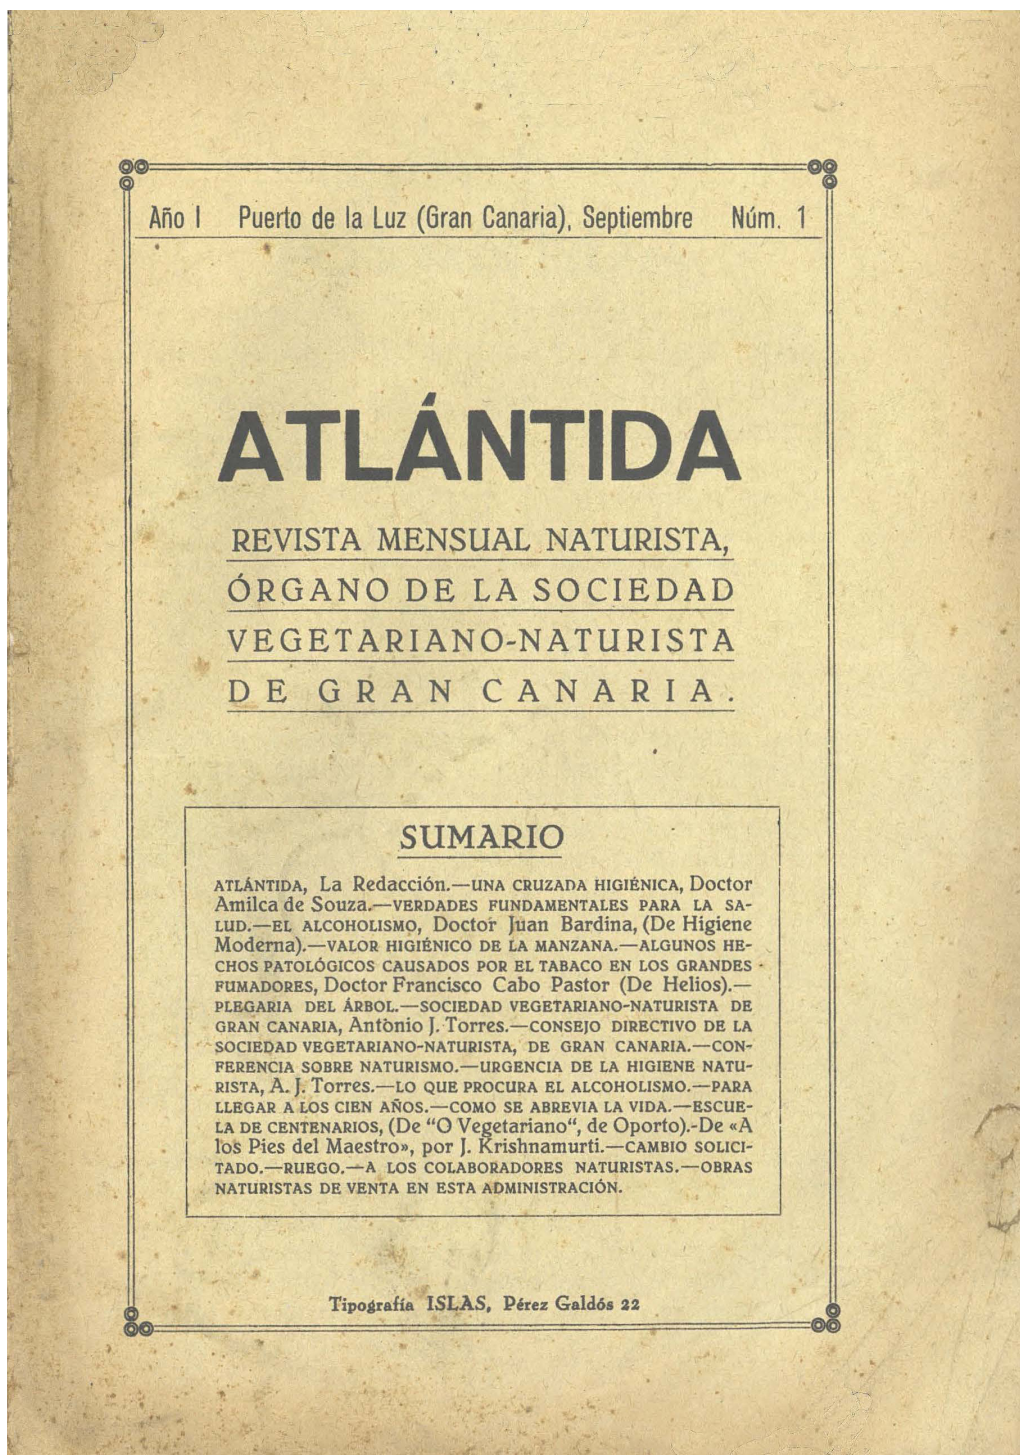 Año I Puerto de la Luz (Gran Canaria), Septiembre Núm. 1
ATLÁNTIDA
REVISTA MENSUAL NATURISTA,
ÓRGANO DE LA SOCIEDAD
VEGETARIANO-NATURISTA
DE GRAN CANARIA.
SUMARIO
ATLÁNTIDA, La Redacción.—UNA CRUZADA HIGIÉNICA, Doctor
Amilca de Souza.—VERDADES FUNDAMENTALES PARA LA SA-
LUD.—EL ALCOHOLISMO, Doctor Juan Bardina, (De Higiene
Moderna).—VALOR HIGIÉNICO DE LA MANZANA.—ALGUNOS HE-
CHOS PATOLÓGICOS CAUSADOS POR EL TABACO EN LOS GRANDES
FUMADORES, Doctor Francisco Cabo Pastor (De Helios).—
PLEGARIA DEL ÁRBOL.—SOCIEDAD VEGETARIANO-NATURISTA DE
GRAN CANARIA, Antònio J. Torres.—CONSEJO DIRECTIVO DE LA
SOCIEDAD VEGETARIANO-NATURISTA, DE GRAN CANARIA.—CON-
FERENCIA SOBRE NATURISMO.—URGENCIA DE LA HIGIENE NATU-
RISTA, A. J. Torres.—LO QUE PROCURA EL ALCOHOLISMO.—PARA
LLEGAR A LOS CIEN AÑOS.—COMO SE ABREVIA LA VIDA.—ESCUE-
LA DE CENTENARIOS, (De "O Vegetariano", de Oporto).-De «A
los Pies del Maestro», por J. Krishnamurti.—CAMBIO SOLICI-
TADO.—RUEGO.—A LOS COLABORADORES NATURISTAS.—OBRAS
NATURISTAS DE VENTA EN ESTA ADMINISTRACIÓN.
Tipografía ISLAS, Pérez Galdós 22